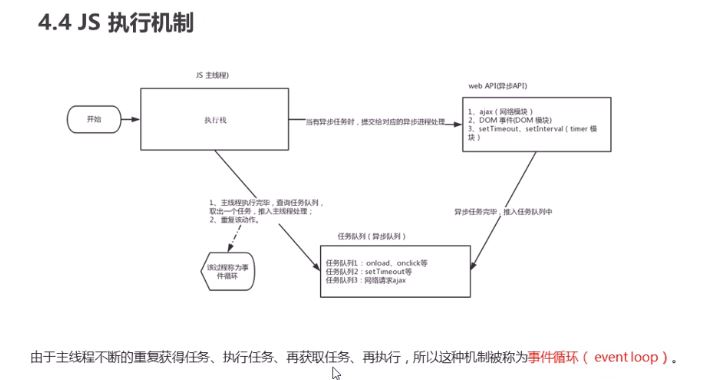 4.4 JS 执行机制
JS 主线程)
web API(异步API)
开始
执行栈
当有异步任务时，提交给对应的异步进程处理
1、ajax（网络模块）
2、DOM 事件(DOM 模块)
3、setTimeout、setInterval（timer 模
块）
1、主线程执行完毕，查询任务队列，
取出一个任务，推入主线程处理；
2、重复该动作。
异步任务完毕，推入任务队列中
该过程称为事
件循环
任务队列（异步队列）
任务队列1：onload、onclick等
任务队列2：setTimeout等
任务队列3：网络请求ajax
由于主线程不断的重复获得任务、执行任务、再获取任务、再执行，所以这种机制被称为事件循环（ event loop）。